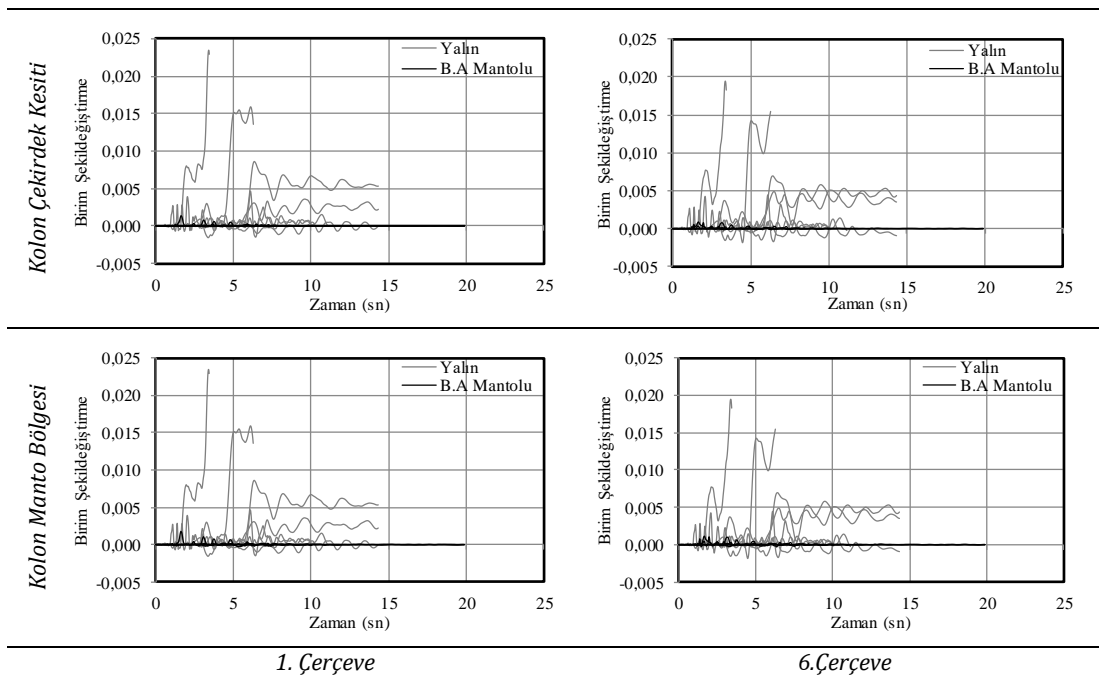 Kolon Çekirdek Kesiti
Birim Şekildeğiştirme
0,025
0,020
0,015
0,010
0,005
0,000
-0,005
Yalın
B.A Mantolu
0 5 10 15 20 25
Zaman (sn)
Birim Şekildeğiştirme
0,025
0,020
0,015
0,010
0,005
0,000
-0,005
Yalın
B.A Mantolu
0 5 10 15 20 25
Zaman (sn)
Kolon Manto Bölgesi
Birim Şekildeğiştirme
0,025
0,020
0,015
0,010
0,005
0,000
-0,005
Yalın
B.A Mantolu
0 5 10 15 20 25
Zaman (sn)
Birim Şekildeğiştirme
0,025
0,020
0,015
0,010
0,005
0,000
-0,005
Yalın
B.A Mantolu
0 5 10 15 20 25
Zaman (sn)
1. Çerçeve
6.Çerçeve